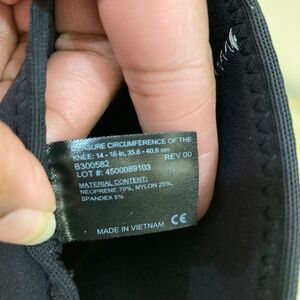 MEASURE CIRCUMFERENCE OF THE
KNEE: 14 - 16 in, 35.6 - 40.6 cm
B300582 REV 00
LOT #: 4500089103
MATERIAL CONTENT:
NEOPRENE 70%, NYLON 25%,
SPANDEX 5%
MADE IN VIETNAM CE